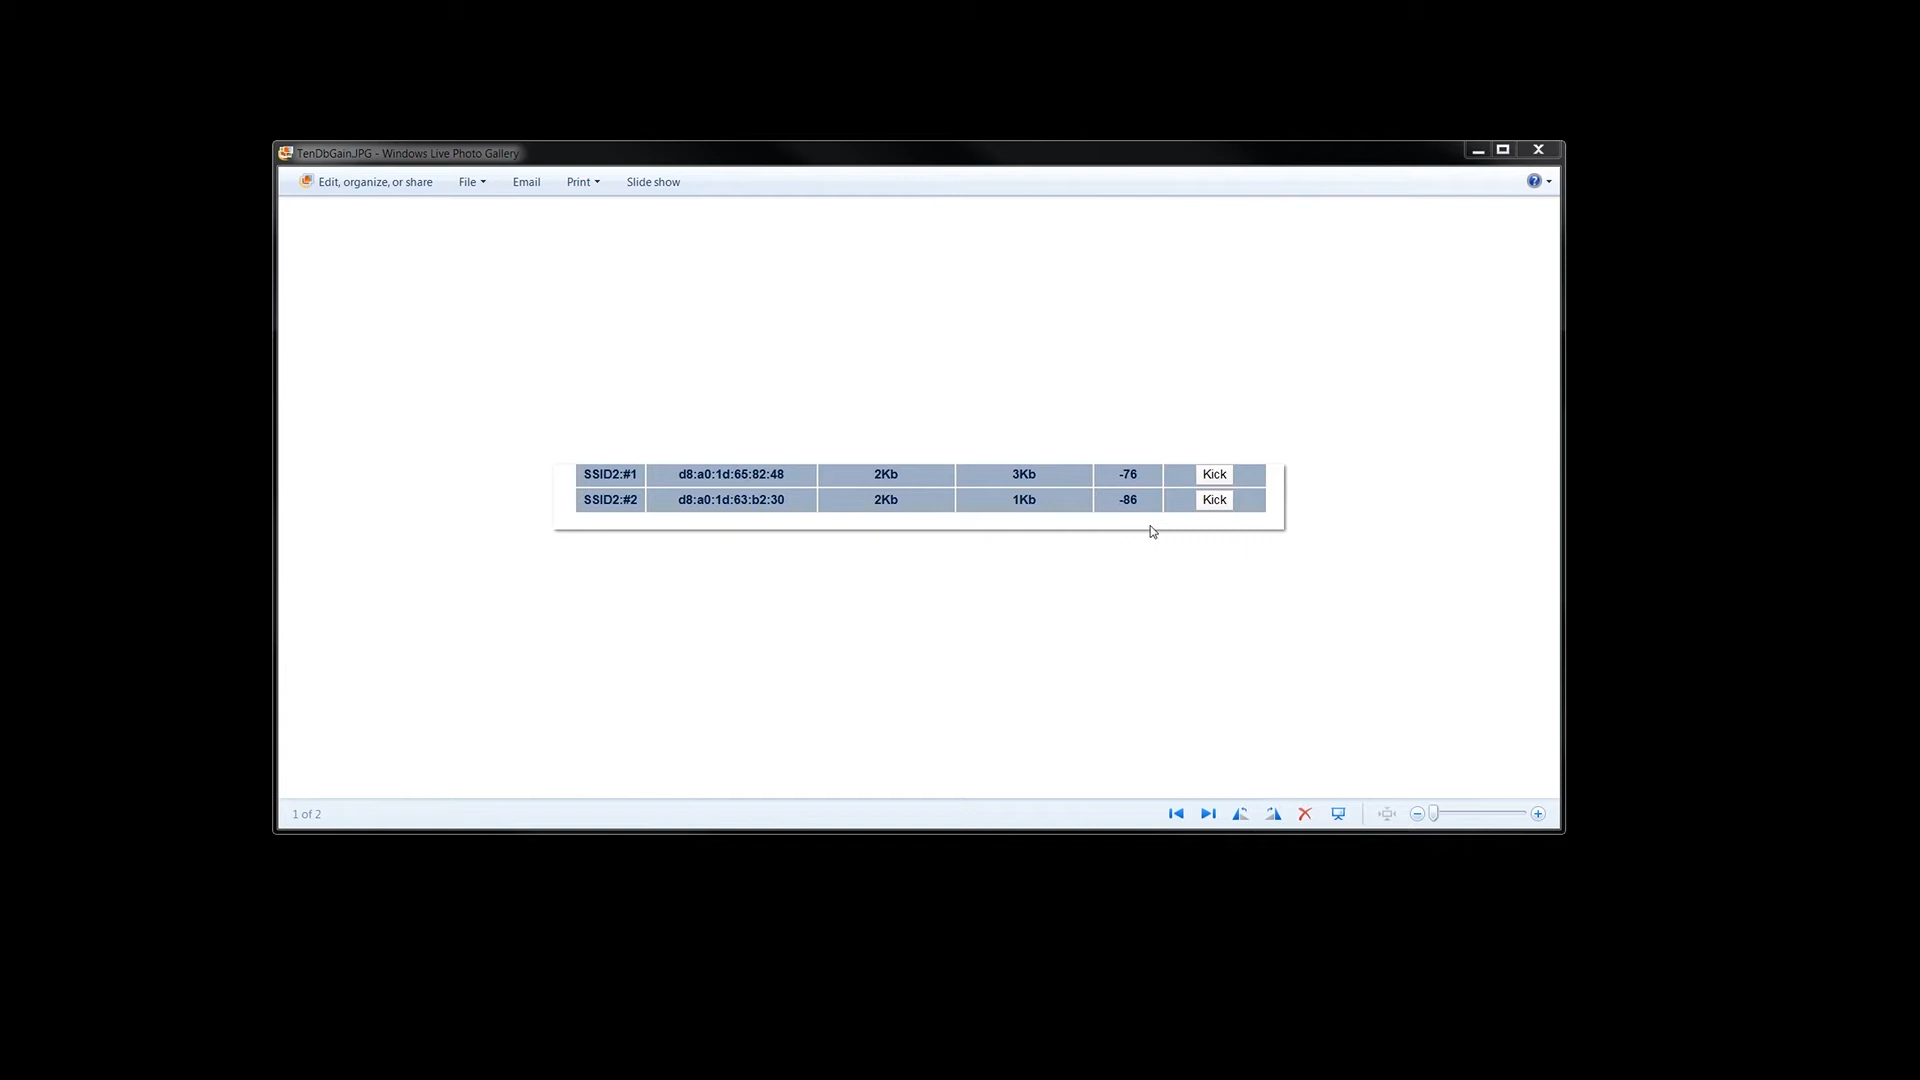 TenDbGain.JPG - Windows Live Photo Gallery
Edit, organize, or share File Email Print Slide show
SSID2:#1 d8:a0:1d:65:82:48 2Kb 3Kb -76 Kick
SSID2:#2 d8:a0:1d:63:b2:30 2Kb 1Kb -86 Kick
1 of 2